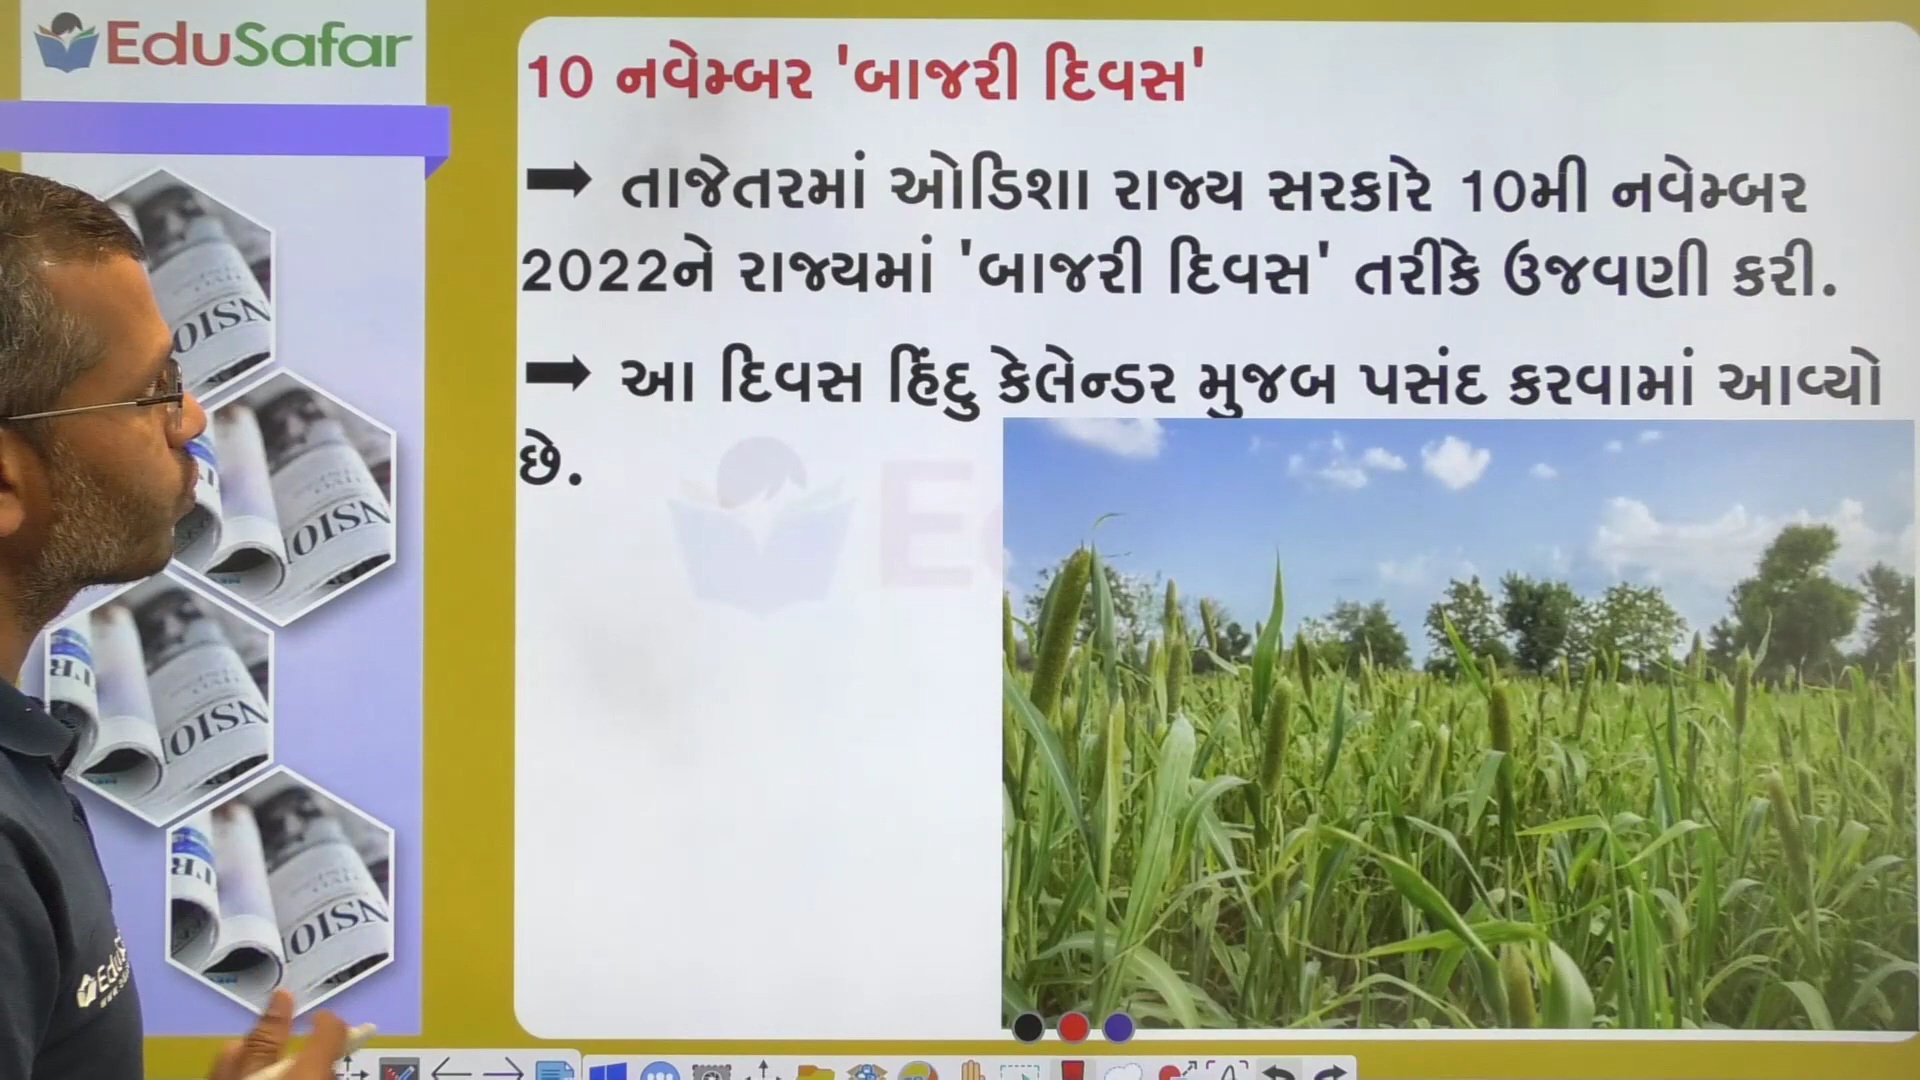 EduSafar
10 નવેમ્બર 'બાજરી દિવસ'
➡ તાજેતરમાં ઓડિશા રાજ્ય સરકારે 10મી નવેમ્બર
2022ને રાજ્યમાં 'બાજરી દિવસ' તરીકે ઉજવણી કરી.
➡ આ દિવસ હિંદુ કેલેન્ડર મુજબ પસંદ કરવામાં આવ્યો
છે.